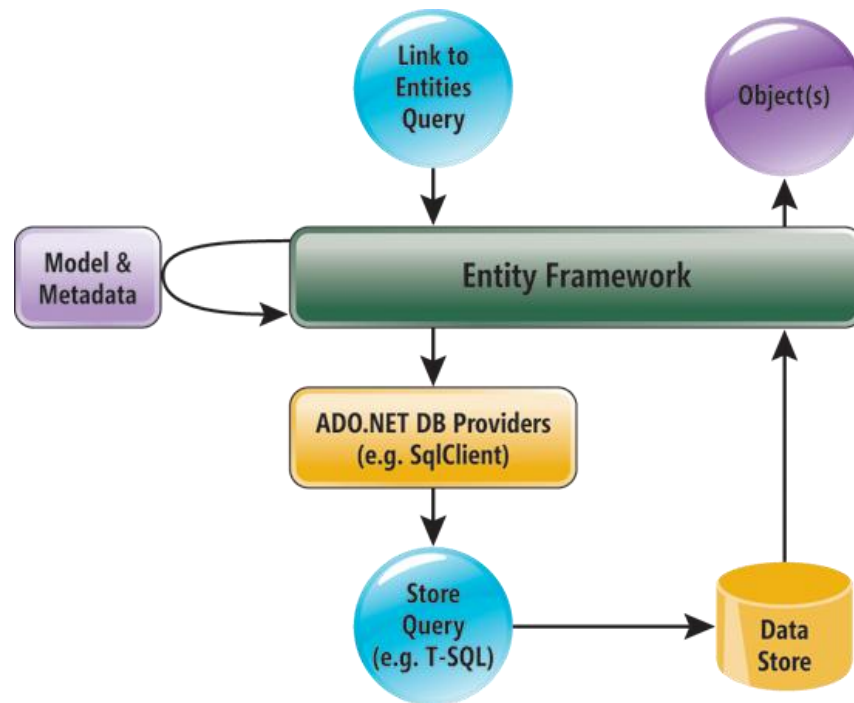 Link to
Entities
Query
Object(s)
Model &
Metadata
Entity Framework
ADO.NET DB Providers
(e.g. SqlClient)
Store
Query
(e.g. T-SQL)
Data
Store